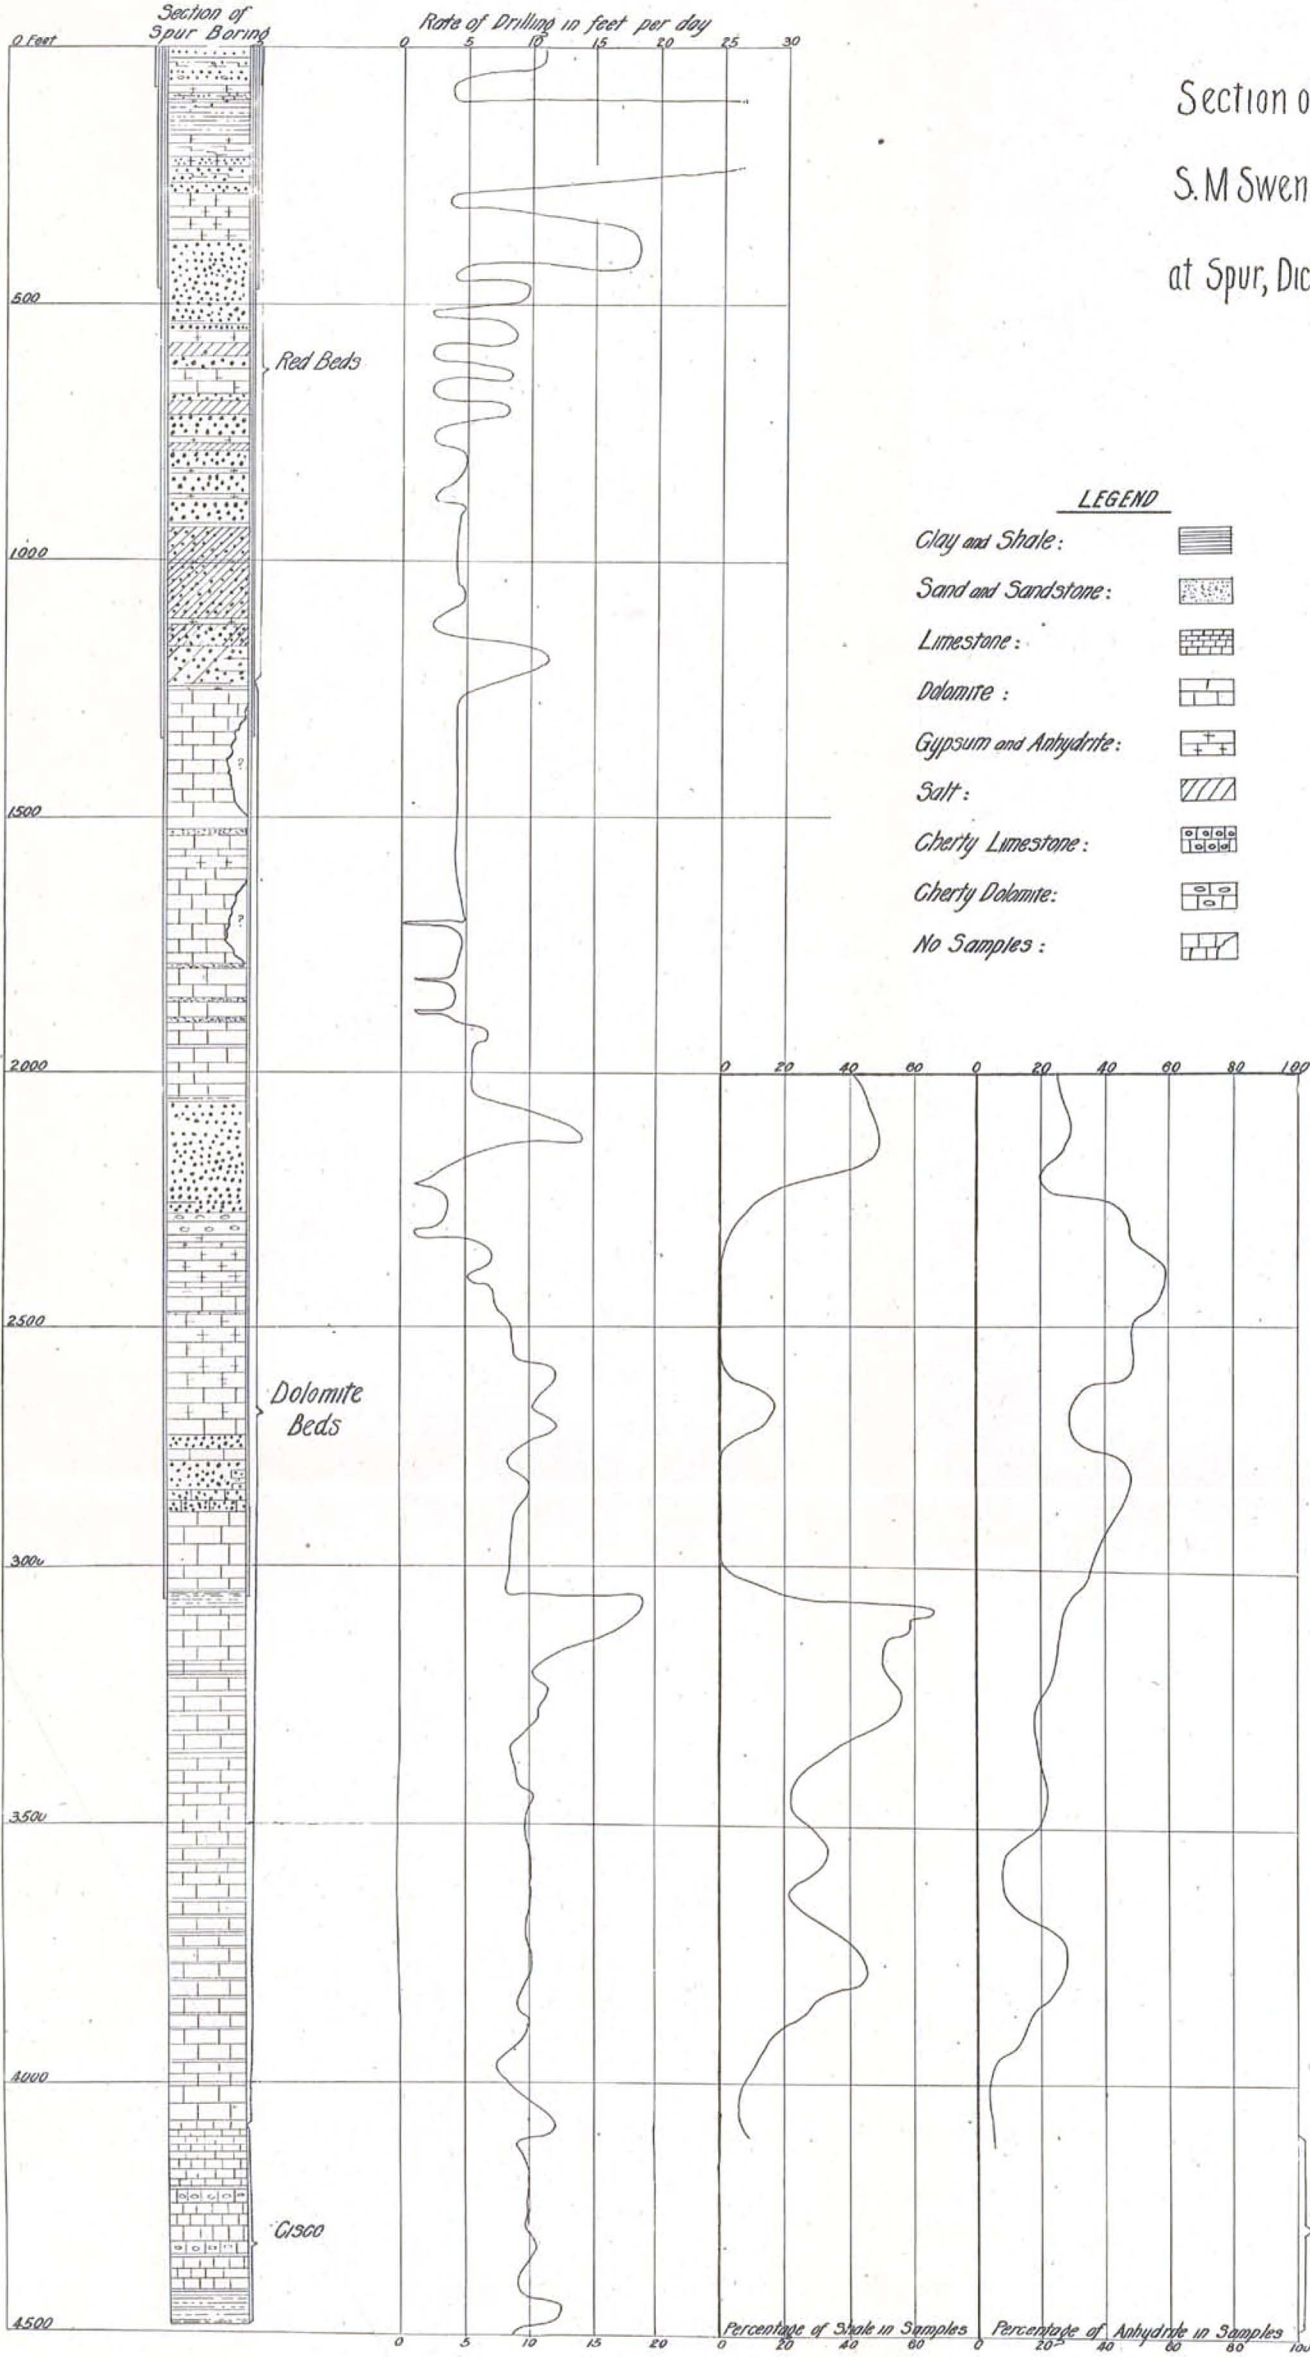 Section of
Spur Boring
Rate of Drilling in feet per day
0 Feet
0 5 10 15 20 25 30
Section o
S.M Swen
at Spur, Dic
500
Red Beds
LEGEND
Clay and Shale:
Sand and Sandstone:
Limestone:
Dolomite:
Gypsum and Anhydrite:
Salt:
Cherty Limestone:
Cherty Dolomite:
No Samples:
1000
?
1500
?
2000
0 20 40 60 0 20 40 60 80 100
2500
Dolomite
Beds
3000
3500
4000
Cisco
4500
Percentage of Shale in Samples Percentage of Anhydride in Samples
0 5 10 15 20 0 20 40 60 0 20 40 60 80 100